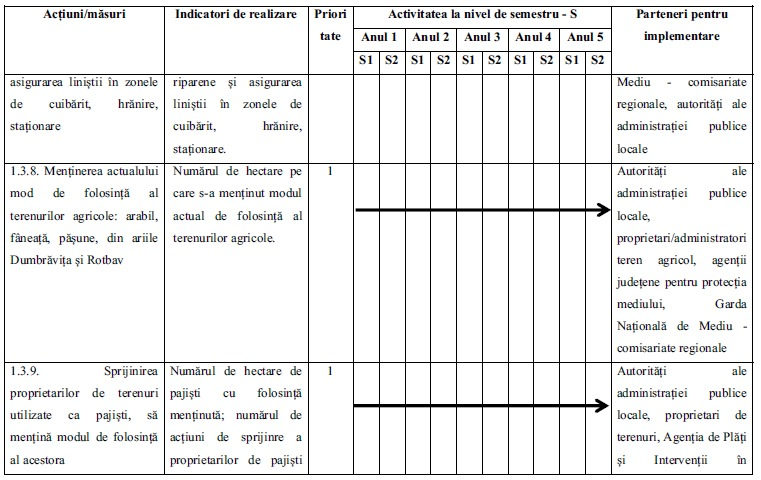 Acțiuni/măsuri
Indicatori de realizare
Priori
tate
Activitatea la nivel de semestru - S
Anul 1
Anul 2
Anul 3
Anul 4
Anul 5
S1 S2 S1 S2 S1 S2 S1 S2 S1 S2
Parteneri pentru
implementare
asigurarea liniștii în zonele
de cuibărit, hrănire,
staționare
riparene și asigurarea
liniștii în zonele de
cuibărit, hrănire,
staționare.
Mediu - comisariate
regionale, autorități ale
administrației publice
locale
1.3.8. Menținerea actualului
mod de folosință al
terenurilor agricole: arabil,
fâneață, pășune, din ariile
Dumbrăvița și Rotbav
Numărul de hectare pe
care s-a menținut modul
actual de folosință al
terenurilor agricole.
1
Autorități ale
administrației publice
locale,
proprietari/administratori
teren agricol, agenții
județene pentru protecția
mediului, Garda
Națională de Mediu -
comisariate regionale
1.3.9. Sprijinirea
proprietarilor de terenuri
utilizate ca pajiști, să
mențină modul de folosință
al acestora
Numărul de hectare de
pajiști cu folosință
menținută; numărul de
acțiuni de sprijinre a
proprietarilor de pajiști
1
Autorități ale
administrației publice
locale, proprietari de
terenuri, Agenția de Plăți
și Intervenții în